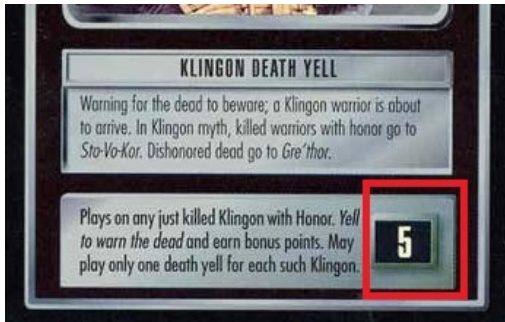 KLINGON DEATH YELL
Warning for the dead to beware; a Klingon warrior is about
to arrive. In Klingon myth, killed warriors with honor go to
Sto-Vo-Kor. Dishonored dead go to Gre'thor.
Plays on any just killed Klingon with Honor. Yell
to warn the dead and earn bonus points. May
play only one death yell for each such Klingon.
5